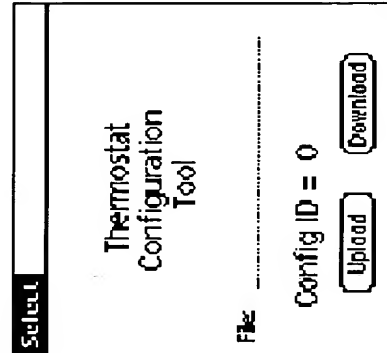 Select
Thermostat
Configuration
Tool
File:
Config ID = 0
Upload Download